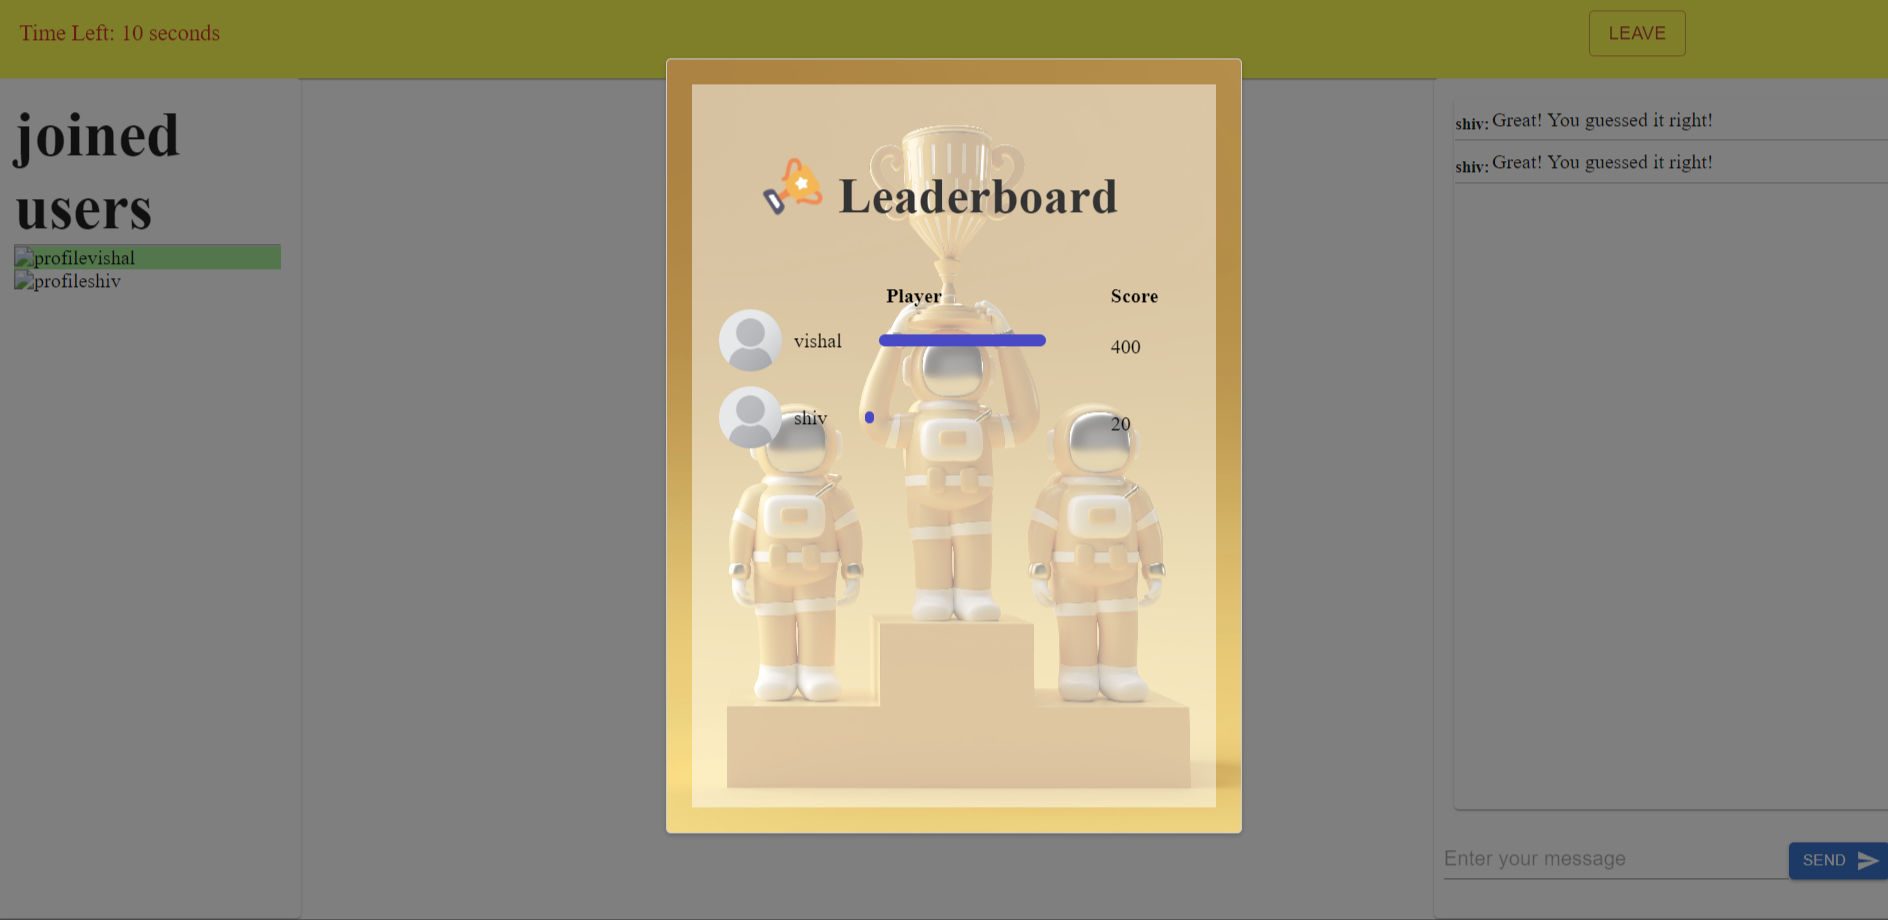 Time Left: 10 seconds
LEAVE
joined
users
profilevishal
profileshiv
Leaderboard
Player Score
vishal 400
shiv 20
shiv: Great! You guessed it right!
shiv: Great! You guessed it right!
Enter your message
SEND